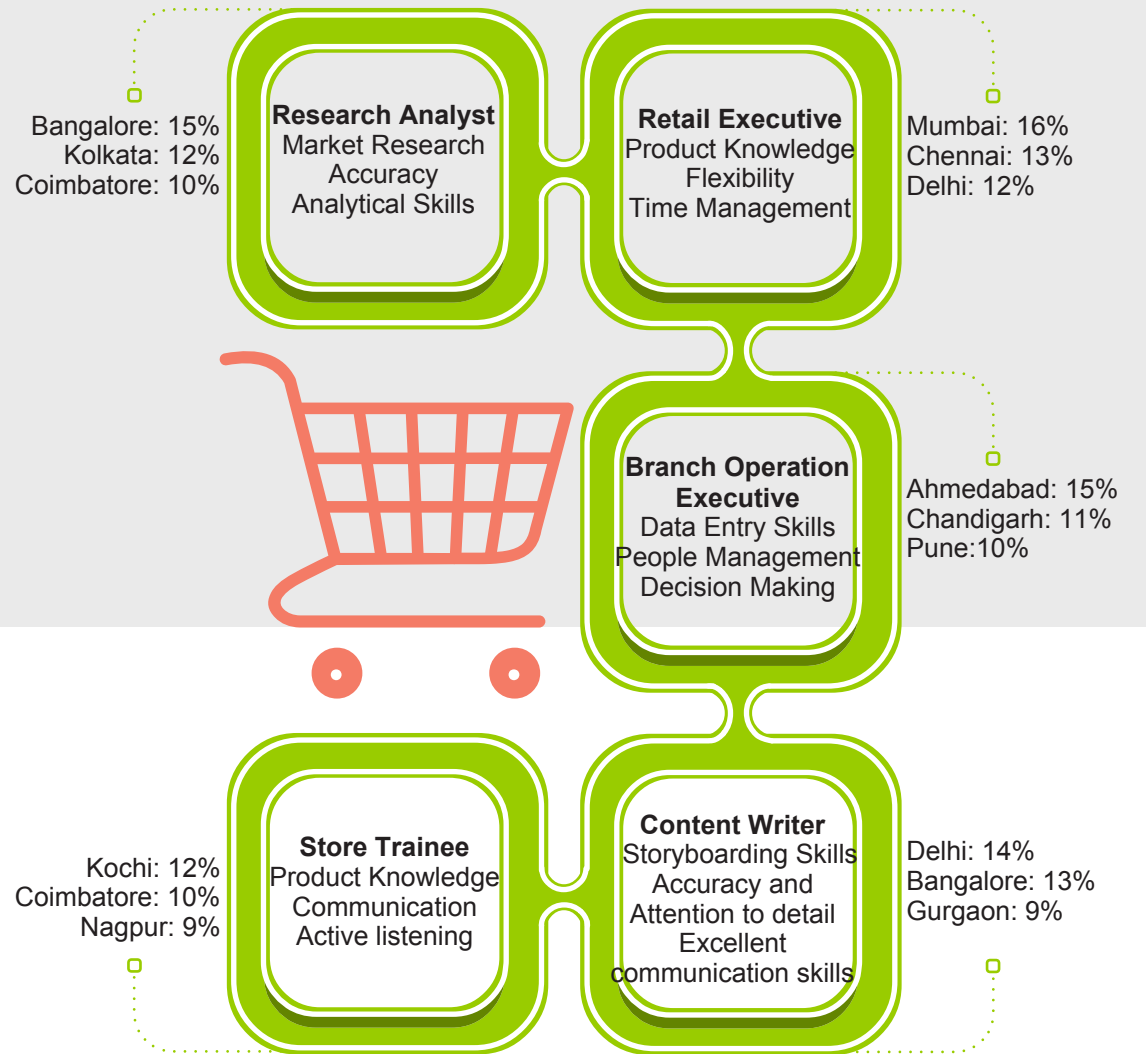 Bangalore: 15%
Kolkata: 12%
Coimbatore: 10%
Research Analyst
Market Research
Accuracy
Analytical Skills
Retail Executive
Product Knowledge
Flexibility
Time Management
Mumbai: 16%
Chennai: 13%
Delhi: 12%
Branch Operation
Executive
Data Entry Skills
People Management
Decision Making
Ahmedabad: 15%
Chandigarh: 11%
Pune:10%
Kochi: 12%
Coimbatore: 10%
Nagpur: 9%
Store Trainee
Product Knowledge
Communication
Active listening
Content Writer
Storyboarding Skills
Accuracy and
Attention to detail
Excellent
communication skills
Delhi: 14%
Bangalore: 13%
Gurgaon: 9%